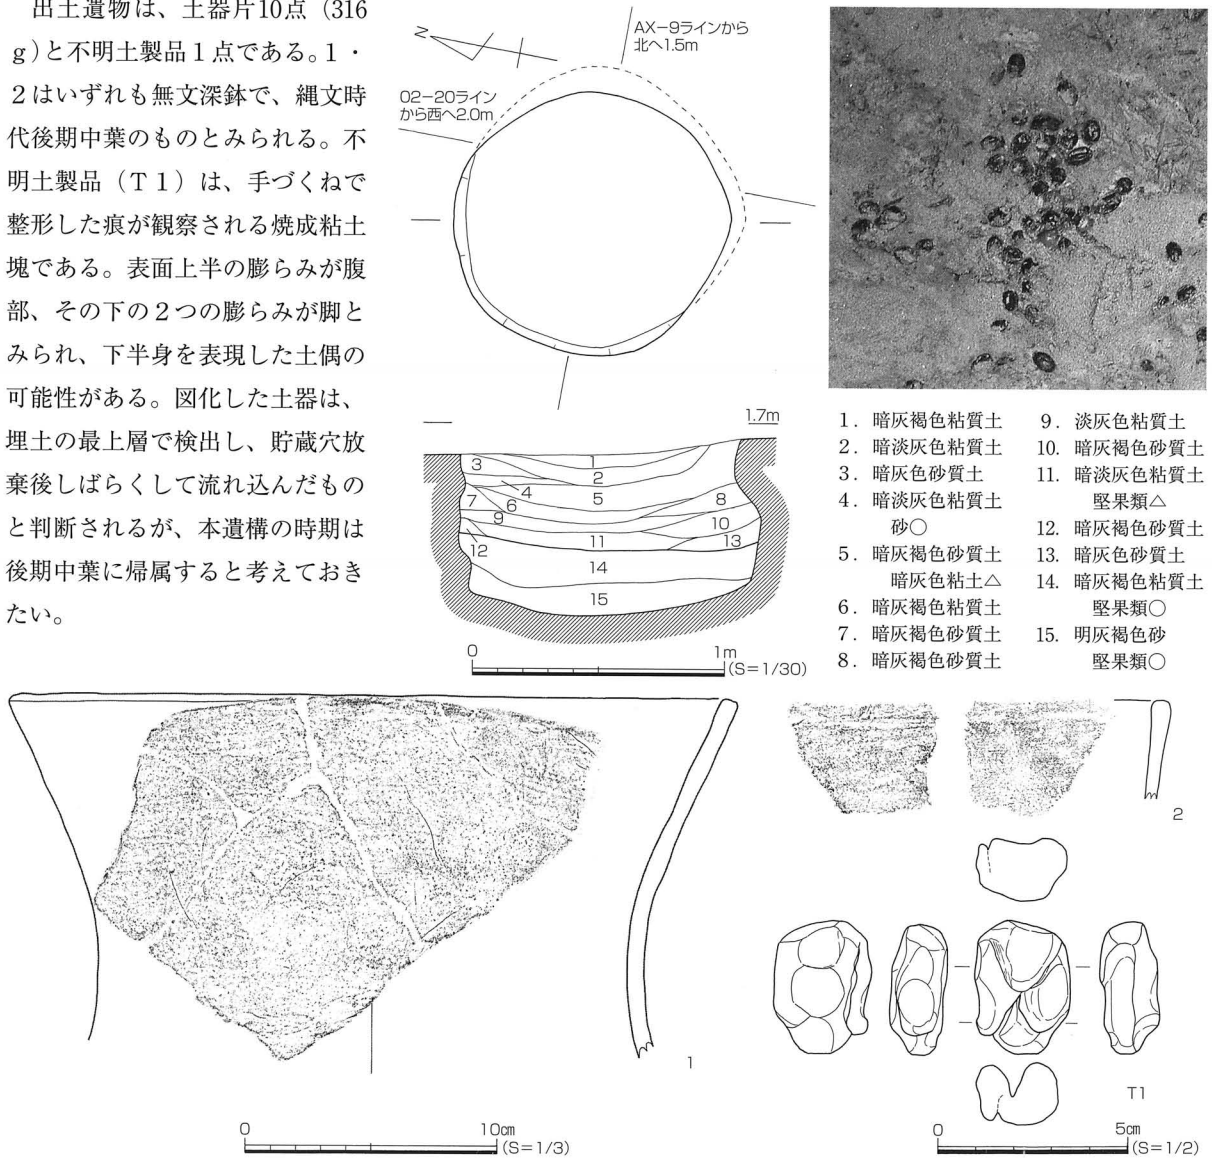 出土遺物は、土器片10点（316
ｇ）と不明土製品１点である。１・
２はいずれも無文深鉢で、縄文時
代後期中葉のものとみられる。不
明土製品（Ｔ１）は、手づくねで
整形した痕が観察される焼成粘土
塊である。表面上半の膨らみが腹
部、その下の２つの膨らみが脚と
みられ、下半身を表現した土偶の
可能性がある。図化した土器は、
埋土の最上層で検出し、貯蔵穴放
棄後しばらくして流れ込んだもの
と判断されるが、本遺構の時期は
後期中葉に帰属すると考えておき
たい。
N
AX−9ラインから
北へ1.5m
02−20ライン
から西へ2.0m
1.7m
1
2
3
4
5
6
7
8
9
10
11
12
13
14
15
0 1m
(S=1/30)
1．暗灰褐色粘質土
2．暗淡灰色粘質土
3．暗灰色砂質土
4．暗淡灰色粘質土
砂○
5．暗灰褐色砂質土
暗灰色粘土△
6．暗灰褐色粘質土
7．暗灰褐色砂質土
8．暗灰褐色砂質土
9．淡灰色粘質土
10．暗灰褐色砂質土
11．暗淡灰色粘質土
堅果類△
12．暗灰褐色砂質土
13．暗灰色砂質土
14．暗灰褐色粘質土
堅果類○
15．明灰褐色砂
堅果類○
1
2
T1
0 10㎝
(S=1/3)
0 5㎝
(S=1/2)